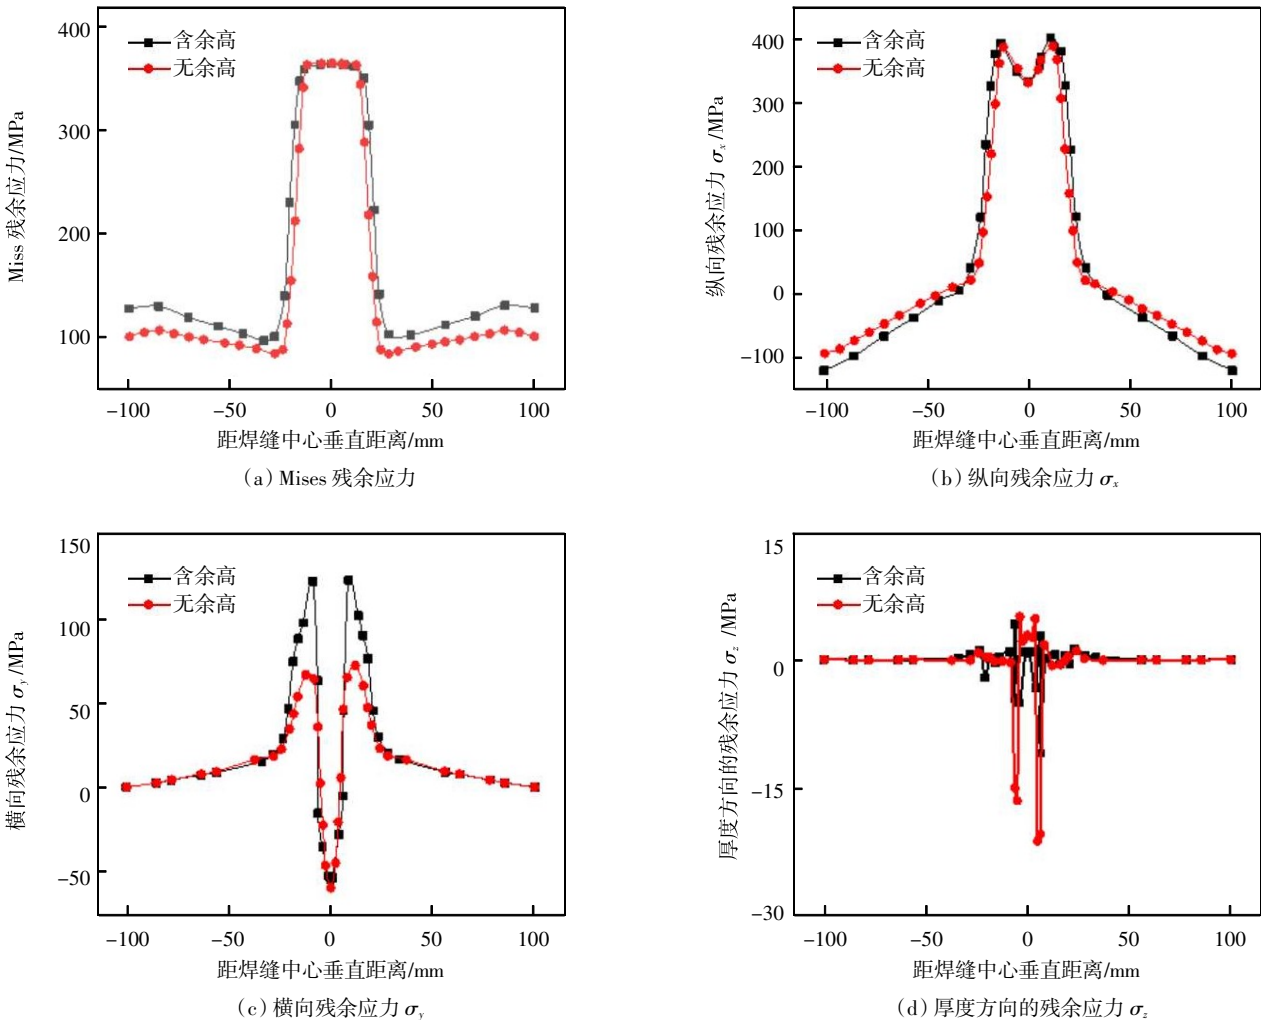 400
300
200
100
Miss 残余应力/MPa
含余高
无余高
-100 -50 0 50 100
距焊缝中心垂直距离/mm
(a) Mises 残余应力
400
300
200
100
0
-100
纵向残余应力 σx /MPa
含余高
无余高
-100 -50 0 50 100
距焊缝中心垂直距离/mm
(b) 纵向残余应力 σx
150
100
50
0
-50
横向残余应力 σy /MPa
含余高
无余高
-100 -50 0 50 100
距焊缝中心垂直距离/mm
(c) 横向残余应力 σy
15
0
-15
-30
厚度方向的残余应力 σz /MPa
含余高
无余高
-100 -50 0 50 100
距焊缝中心垂直距离/mm
(d) 厚度方向的残余应力 σz